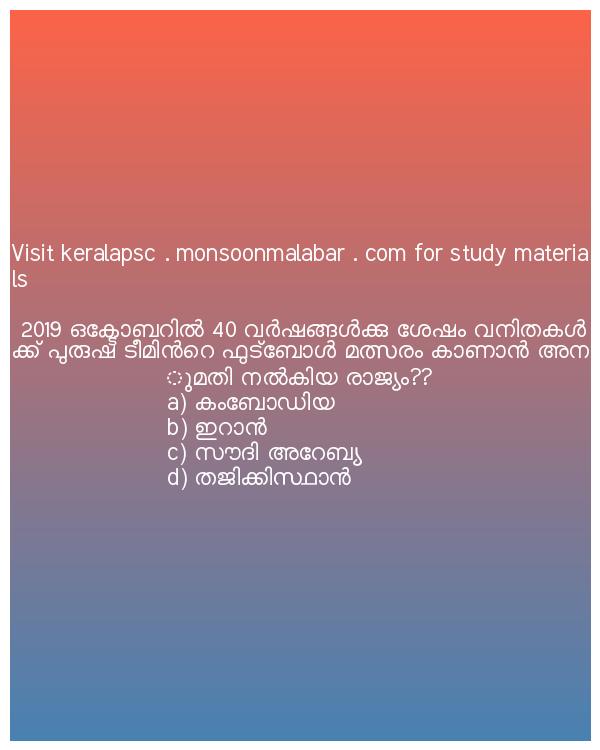 Visit keralapsc . monsoonmalabar . com for study materia
ls
2019 ഒക്ടോബറിൽ 40 വർഷങ്ങൾക്കു ശേഷം വനിതകൾ
ക്ക് പുരുഷ ടീമിൻറെ ഫുട്ബോൾ മത്സരം കാണാൻ അന
ുമതി നൽകിയ രാജ്യം??
a) കംബോഡിയ
b) ഇറാൻ
c) സൗദി അറേബ്യ
d) തജിക്കിസ്ഥാൻ